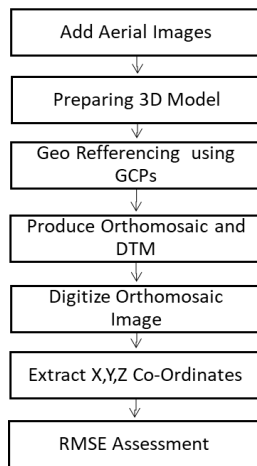 Add Aerial Images
Preparing 3D Model
Geo Refferencing using
GCPs
Produce Orthomosaic and
DTM
Digitize Orthomosaic
Image
Extract X,Y,Z Co-Ordinates
RMSE Assessment